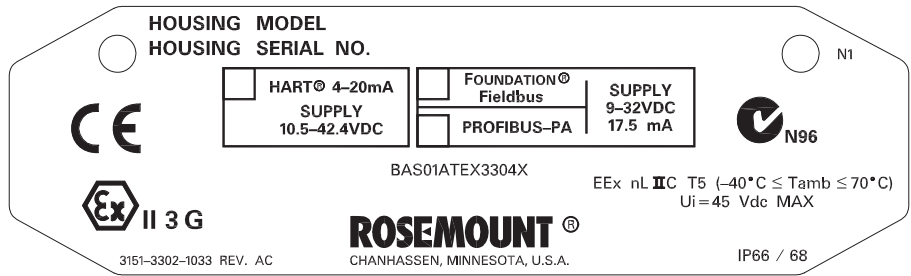 HOUSING MODEL
HOUSING SERIAL NO.
N1
HART® 4–20mA
SUPPLY
10.5–42.4VDC
FOUNDATION®
Fieldbus
PROFIBUS–PA
SUPPLY
9–32VDC
17.5 mA
CE
N96
BAS01ATEX3304X
EEx nL IIC T5 (–40°C ≤ Tamb ≤ 70°C)
Ui=45 Vdc MAX
Ex II 3 G
ROSEMOUNT®
CHANHASSEN, MINNESOTA, U.S.A.
3151–3302–1033 REV. AC
IP66 / 68